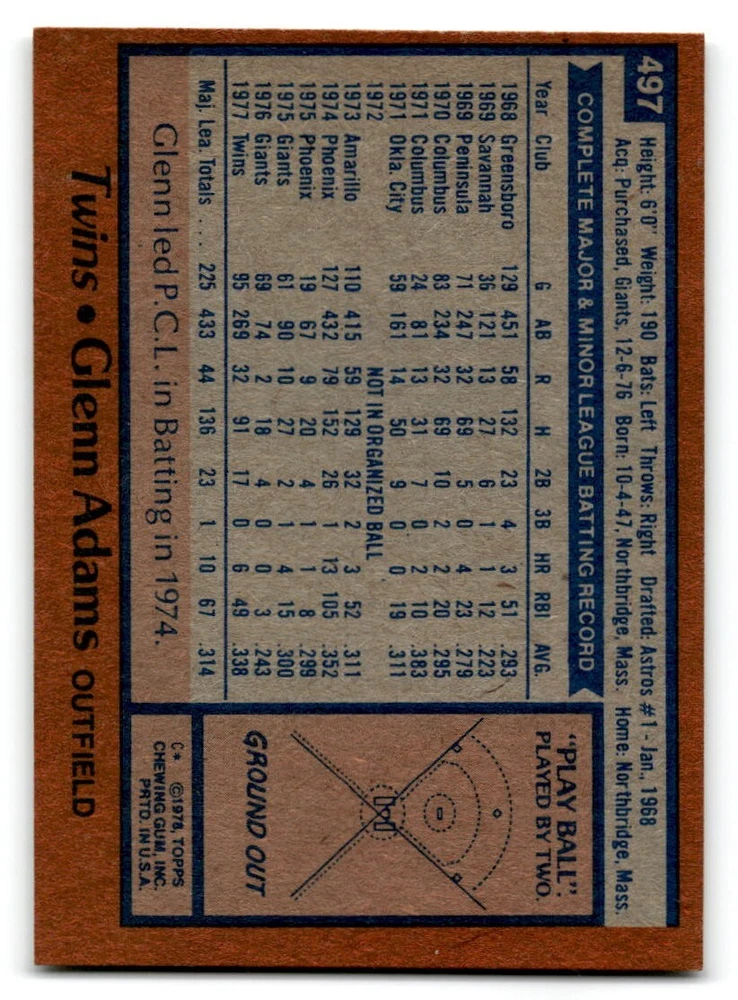 497
Height: 6'0" Weight: 190 Bats: Left Throws: Right Drafted: Astros #1 - Jan., 1968
Acq: Purchased, Giants, 12-6-76 Born: 10-4-47, Northbridge, Mass. Home: Northbridge, Mass.
COMPLETE MAJOR & MINOR LEAGUE BATTING RECORD
Year Club G AB R H 2B 3B HR RBI AVG.
1968 Greensboro 129 451 58 132 23 4 3 51 .293
1969 Savannah 36 121 13 27 6 1 1 12 .223
1969 Peninsula 71 247 32 69 5 0 4 23 .279
1970 Columbus 83 234 32 69 10 2 2 20 .295
1971 Columbus 24 81 13 31 7 0 2 10 .383
1971 Okla. City 59 161 14 50 9 0 0 19 .311
1972 NOT IN ORGANIZED BALL
1973 Amarillo 110 415 59 129 32 2 3 52 .311
1974 Phoenix 127 432 79 152 26 1 13 105 .352
1975 Phoenix 19 67 9 20 4 1 1 8 .299
1975 Giants 61 90 10 27 2 1 4 15 .300
1976 Giants 69 74 2 18 4 0 0 3 .243
1977 Twins 95 269 32 91 17 0 6 49 .338
Maj. Lea. Totals .... 225 433 44 136 23 1 10 67 .314
Glenn led P.C.L. in Batting in 1974.
"PLAY BALL":
PLAYED BY TWO.
GROUND OUT
C* ©1978, TOPPS
CHEWING GUM, INC.
PRTD. IN U.S.A.
Twins • Glenn Adams OUTFIELD